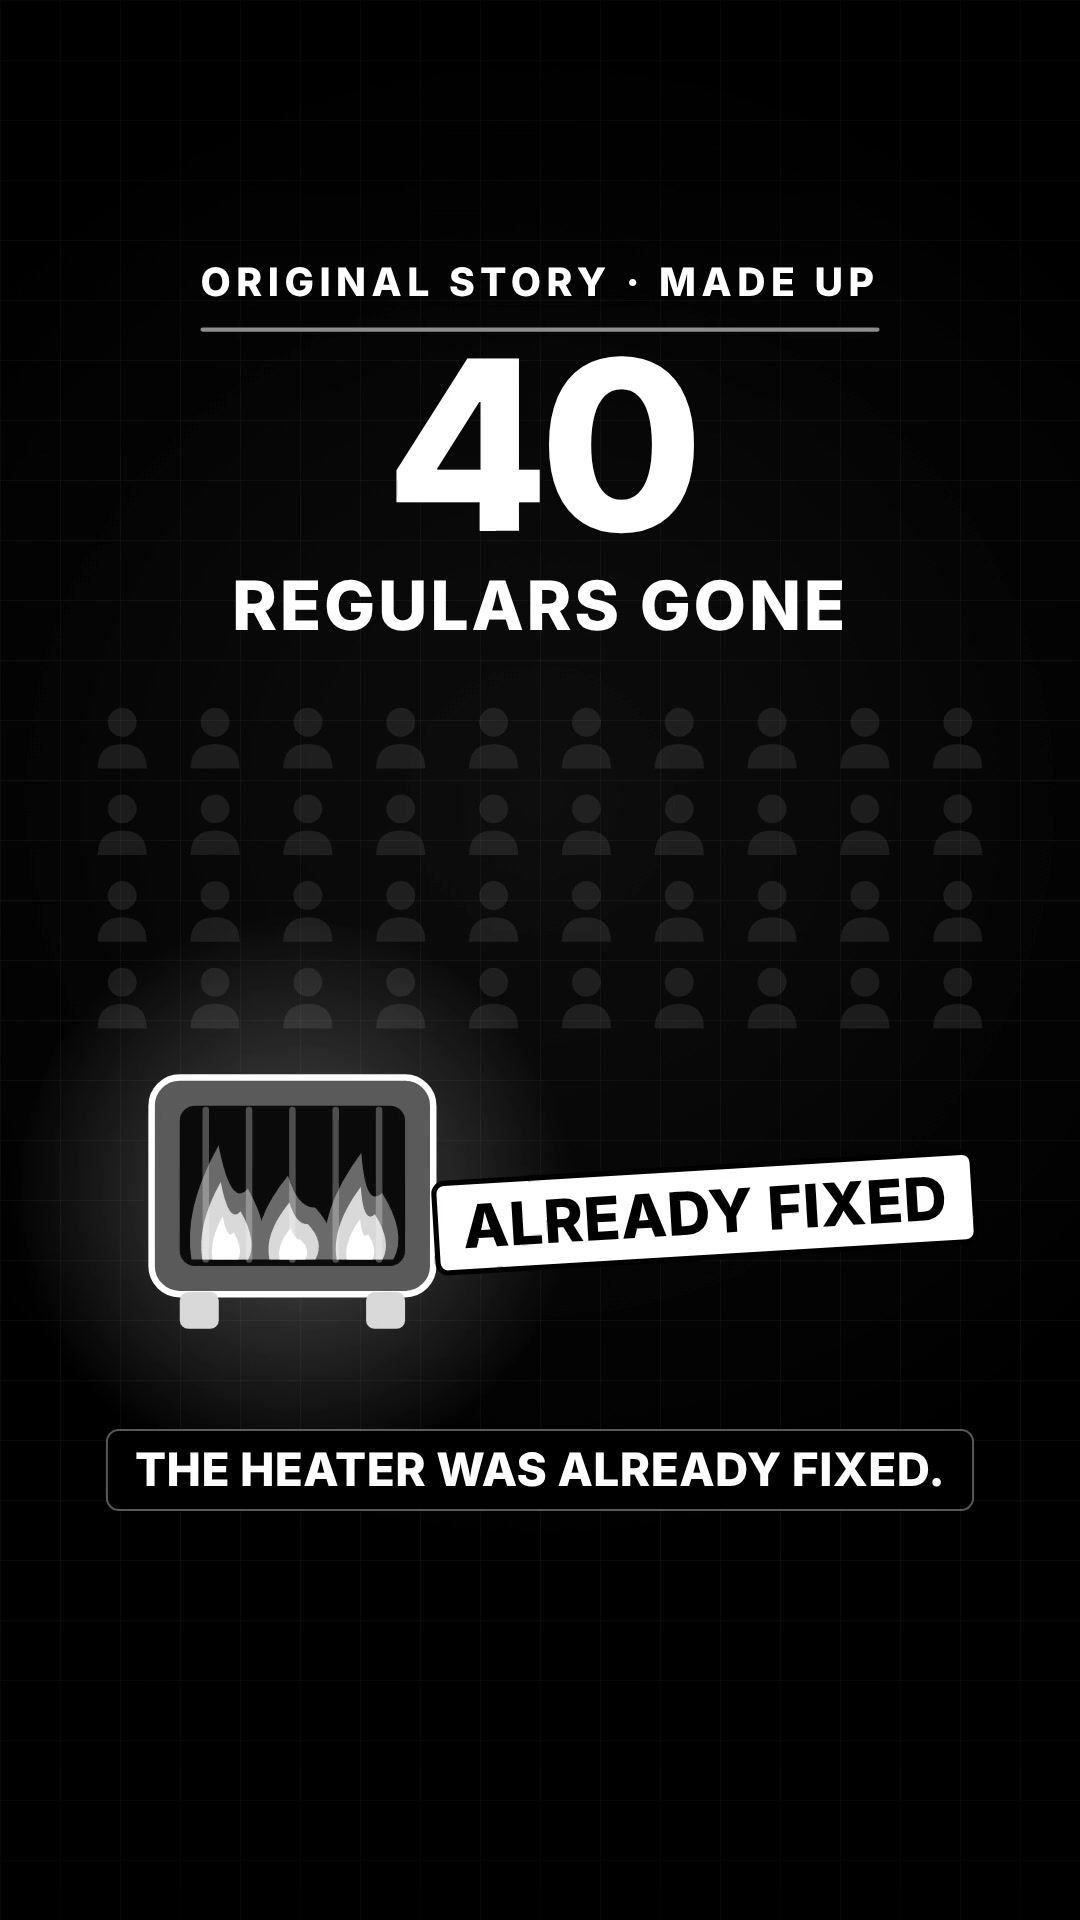 ORIGINAL STORY · MADE UP
40
REGULARS GONE
ALREADY FIXED
THE HEATER WAS ALREADY FIXED.